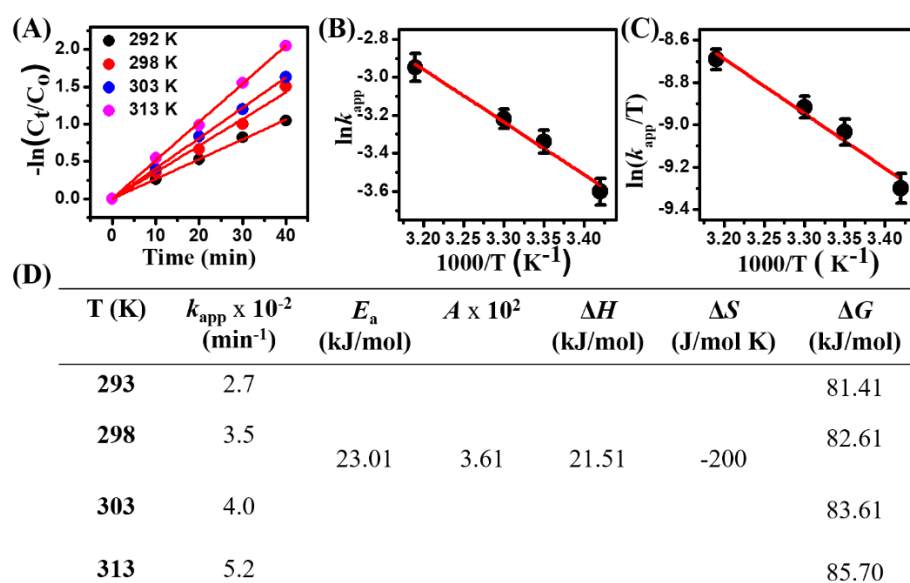 (A)
-ln(Cₜ/C₀)
2.0
1.5
1.0
0.5
0.0
292 K
298 K
303 K
313 K
0 10 20 30 40
Time (min)
(B)
lnk_app
-2.8
-3.0
-3.2
-3.4
-3.6
3.20 3.25 3.30 3.35 3.40
1000/T (K⁻¹)
(C)
ln(k_app/T)
-8.6
-8.8
-9.0
-9.2
-9.4
3.20 3.25 3.30 3.35 3.40
1000/T ( K⁻¹)
(D)
T (K) k_app x 10⁻² (min⁻¹) Eₐ (kJ/mol) A x 10² ΔH (kJ/mol) ΔS (J/mol K) ΔG (kJ/mol)
293 2.7 81.41
298 3.5 82.61
23.01 3.61 21.51 -200
303 4.0 83.61
313 5.2 85.70